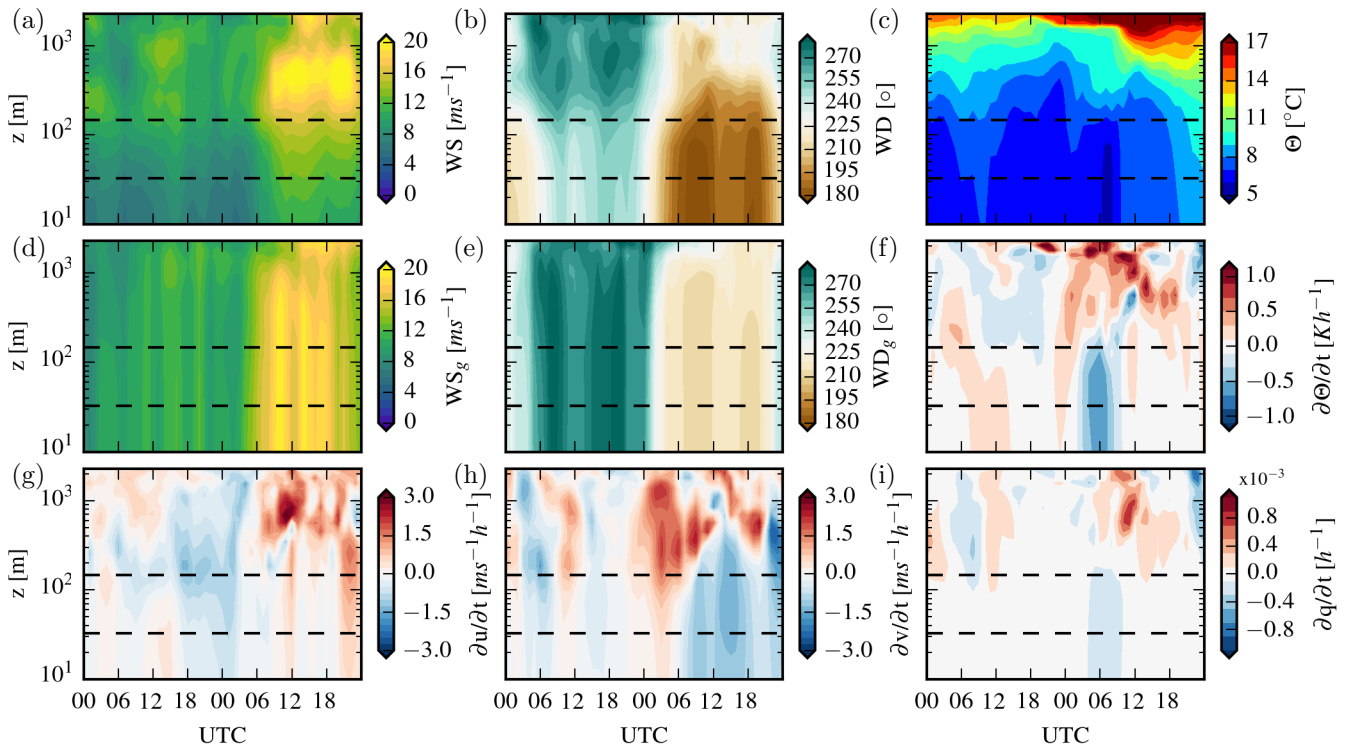 (a)
10³
10²
10¹
z [m]
20
16
12
8
4
0
WS [ms⁻¹]
(b)
270
255
240
225
210
195
180
WD [○]
(c)
17
14
11
8
5
Θ [°C]
(d)
10³
10²
10¹
z [m]
20
16
12
8
4
0
WS_g [ms⁻¹]
(e)
270
255
240
225
210
195
180
WD_g [○]
(f)
1.0
0.5
0.0
−0.5
−1.0
∂Θ/∂t [Kh⁻¹]
(g)
10³
10²
10¹
z [m]
00 06 12 18 00 06 12 18
UTC
3.0
1.5
0.0
−1.5
−3.0
∂u/∂t [ms⁻¹h⁻¹]
(h)
00 06 12 18 00 06 12 18
UTC
3.0
1.5
0.0
−1.5
−3.0
∂v/∂t [ms⁻¹h⁻¹]
(i)
00 06 12 18 00 06 12 18
UTC
x10⁻³
0.8
0.4
0.0
−0.4
−0.8
∂q/∂t [h⁻¹]